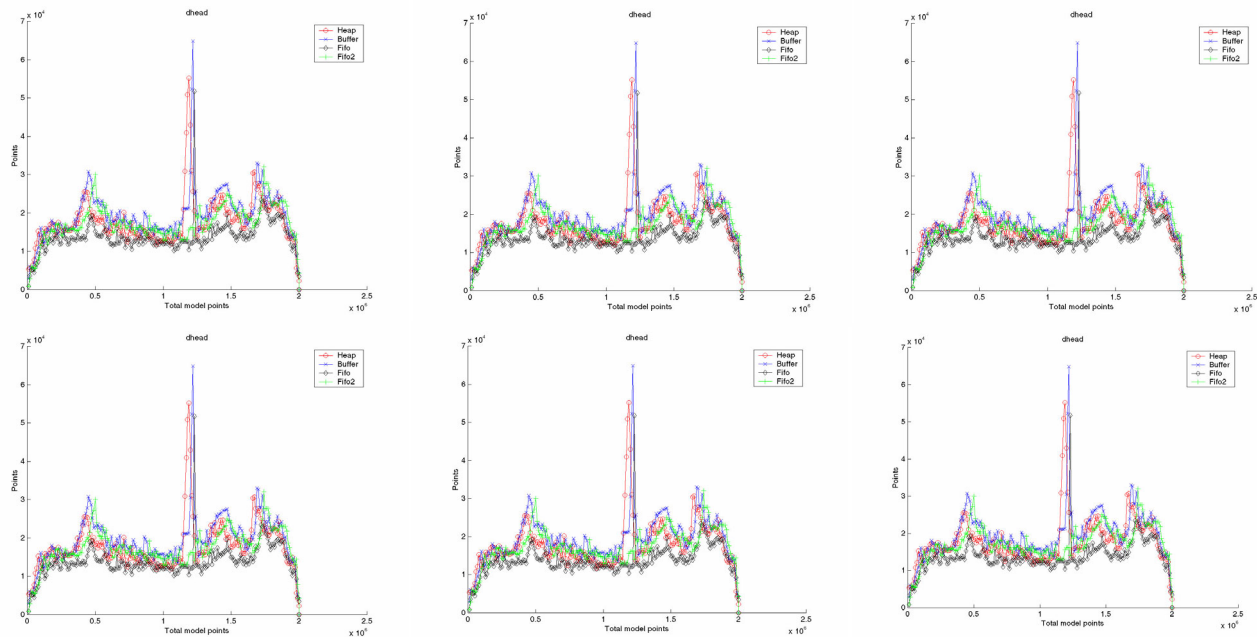 dhead
x 10^4
7
6
5
4
3
2
1
0
Points
Heap
Buffer
Fifo
Fifo2
0 0.5 1 1.5 2 2.5
Total model points
x 10^6
dhead
x 10^4
7
6
5
4
3
2
1
0
Points
Heap
Buffer
Fifo
Fifo2
0 0.5 1 1.5 2 2.5
Total model points
x 10^6
dhead
x 10^4
7
6
5
4
3
2
1
0
Points
Heap
Buffer
Fifo
Fifo2
0 0.5 1 1.5 2 2.5
Total model points
x 10^6
dhead
x 10^4
7
6
5
4
3
2
1
0
Points
Heap
Buffer
Fifo
Fifo2
0 0.5 1 1.5 2 2.5
Total model points
x 10^6
dhead
x 10^4
7
6
5
4
3
2
1
0
Points
Heap
Buffer
Fifo
Fifo2
0 0.5 1 1.5 2 2.5
Total model points
x 10^6
dhead
x 10^4
7
6
5
4
3
2
1
0
Points
Heap
Buffer
Fifo
Fifo2
0 0.5 1 1.5 2 2.5
Total model points
x 10^6